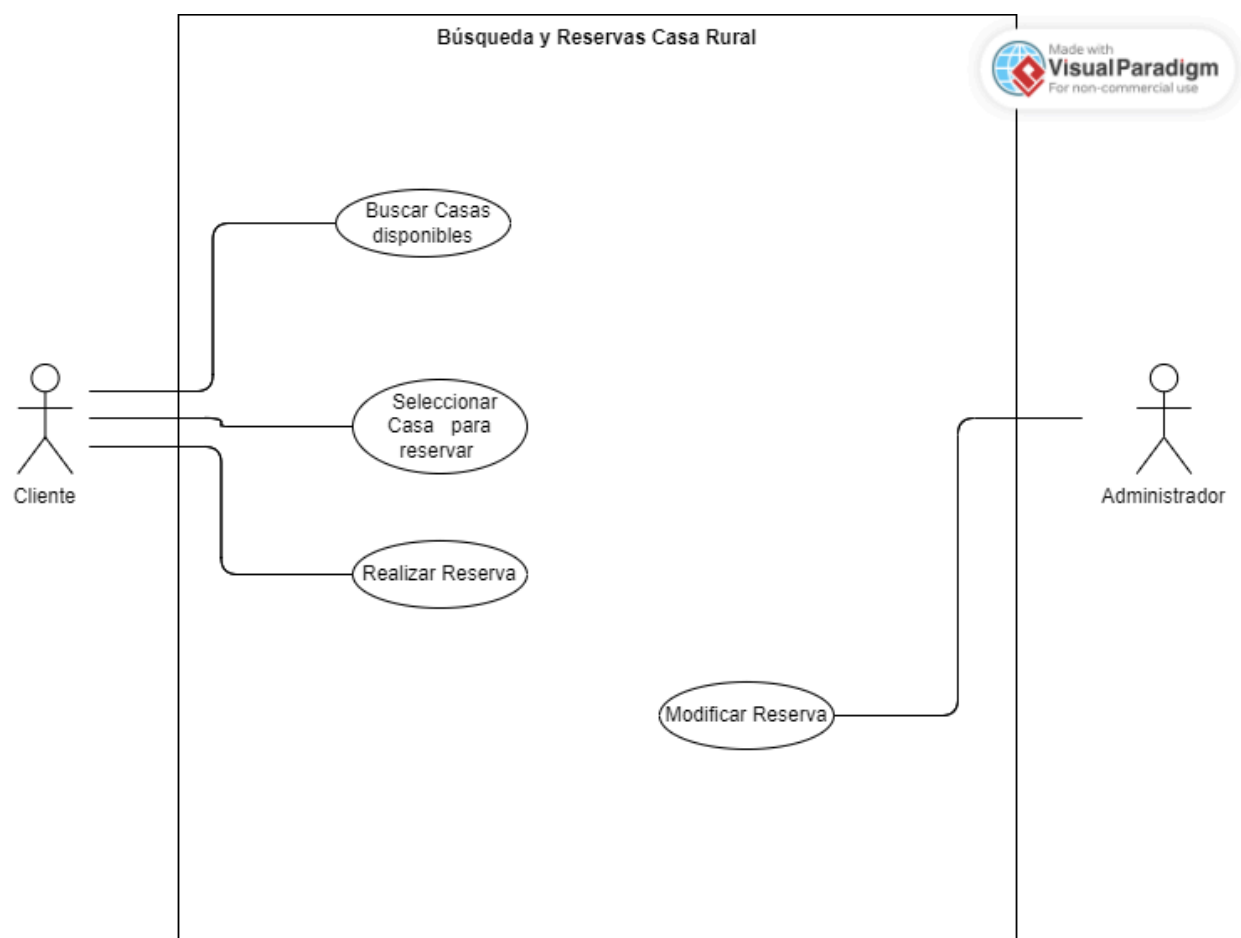 Búsqueda y Reservas Casa Rural
Made with
Visual Paradigm
For non-commercial use
Buscar Casas
disponibles
Seleccionar
Casa para
reservar
Cliente
Administrador
Realizar Reserva
Modificar Reserva